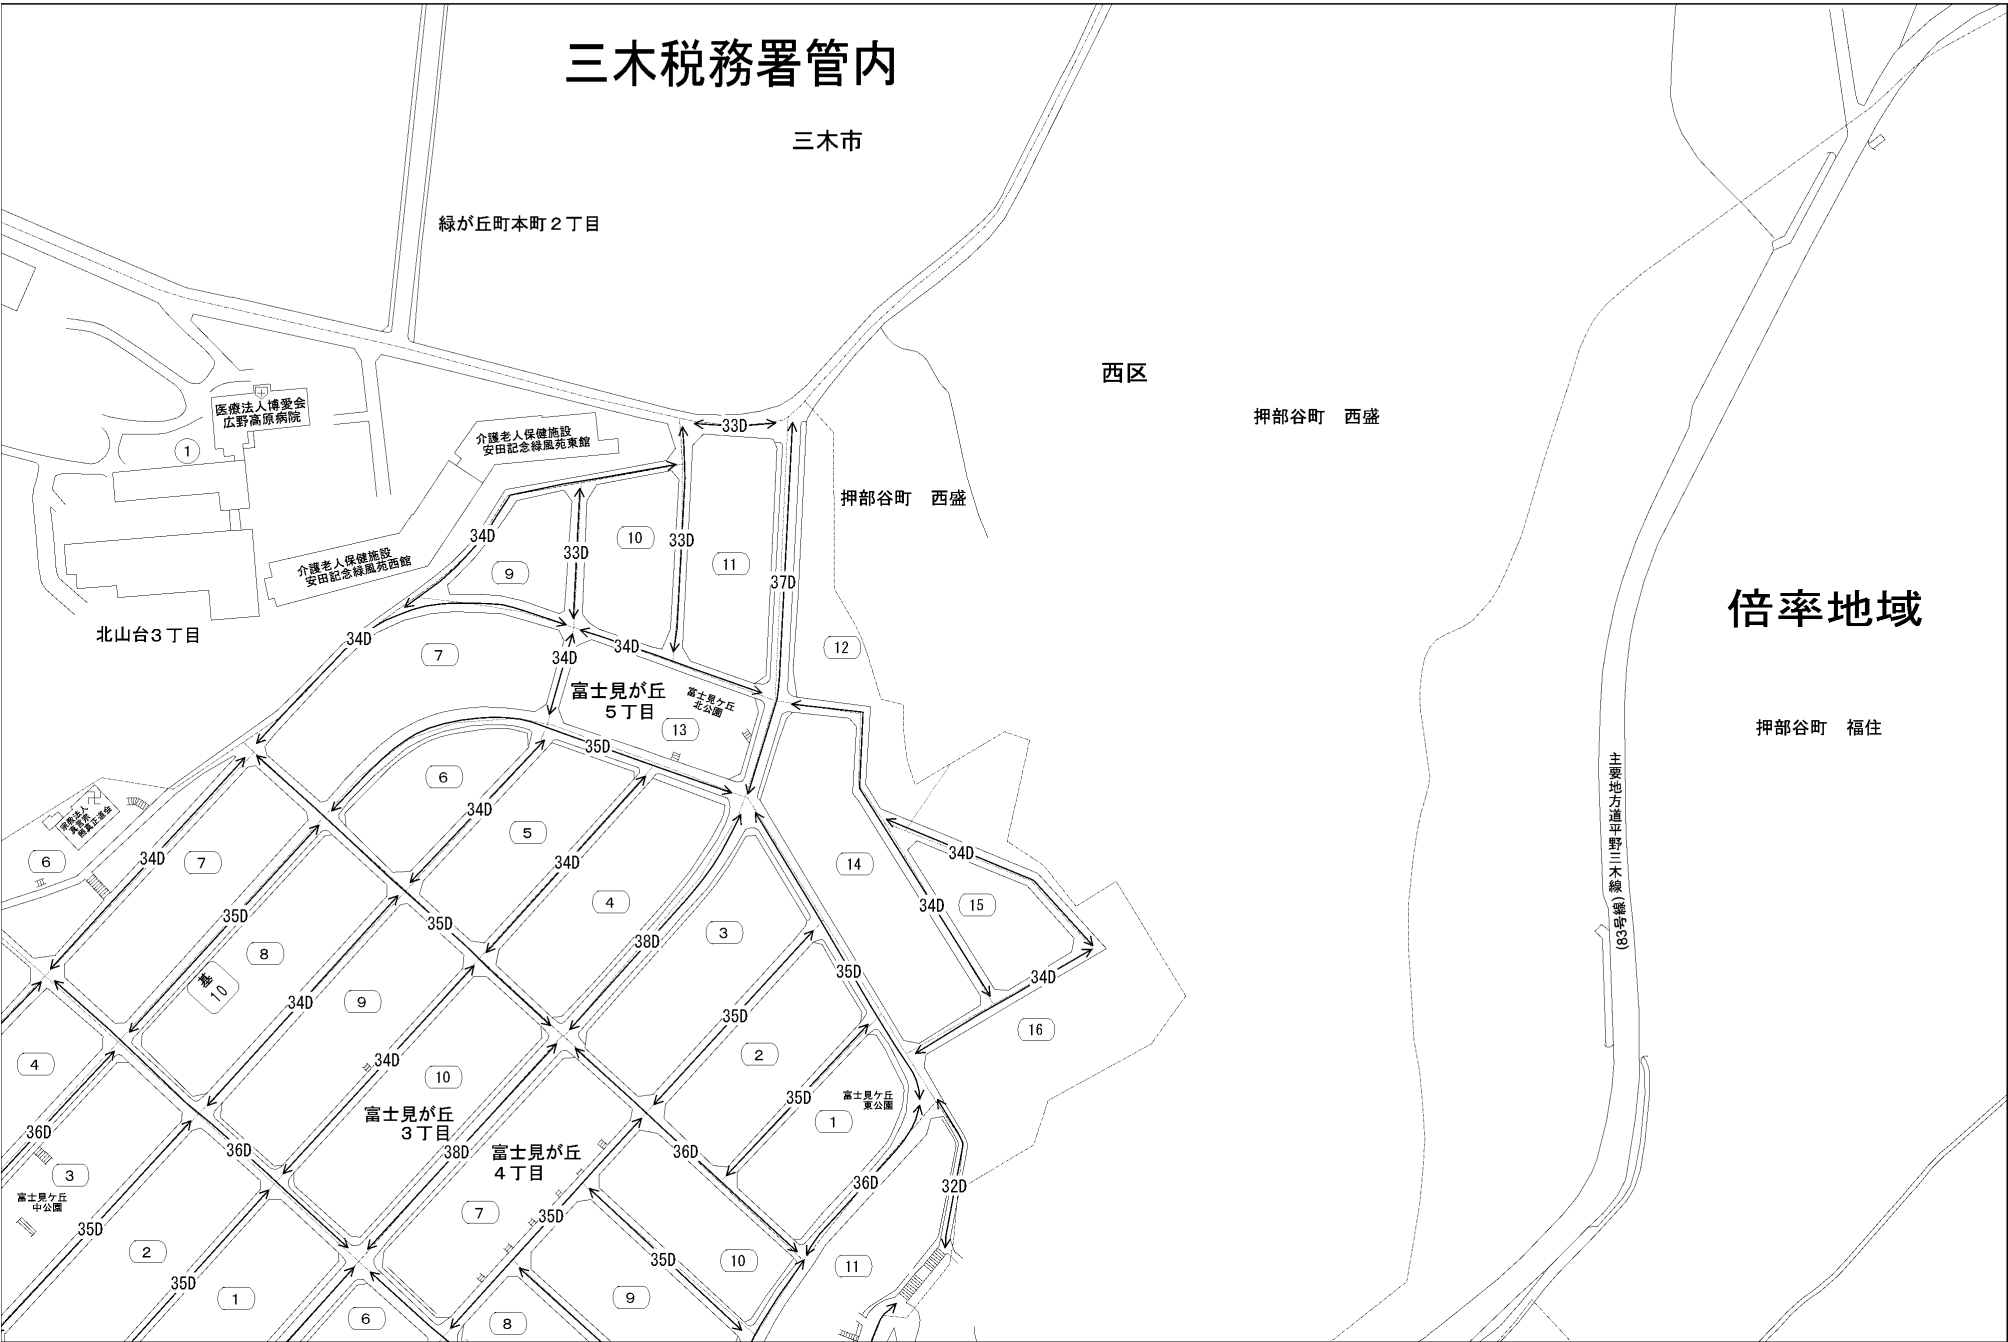 三木税務署管内
三木市
緑が丘町本町２丁目
西区
押部谷町　西盛
医療法人博愛会
広野高原病院
1
介護老人保健施設
安田記念緑風苑東館
33D
押部谷町　西盛
34D
33D
10
33D
11
9
37D
介護老人保健施設
安田記念緑風苑西館
倍率地域
北山台３丁目
34D
7
34D
34D
12
富士見が丘
５丁目
富士見ケ丘
北公園
13
押部谷町　福住
35D
6
主要地方道平野三木線
(83号線)
宗教法人
真言宗
34D
5
6
34D
7
34D
14
34D
4
15
34D
35D
35D
38D
3
8
35D
34D
基
10
9
34D
35D
16
34D
4
10
2
富士見が丘
３丁目
35D
富士見ケ丘
東公園
1
36D
36D
38D
富士見が丘
４丁目
36D
3
富士見ケ丘
中公園
36D
32D
7
35D
35D
2
35D
10
11
35D
1
9
6
8